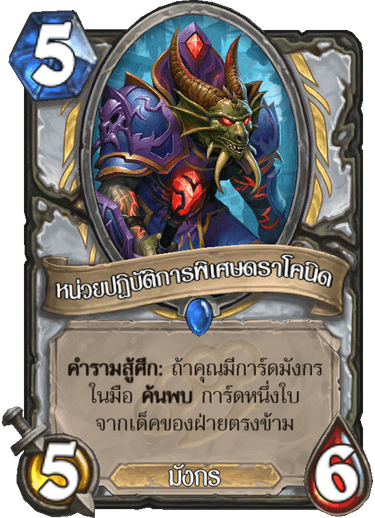 5
หน่วยปฏิบัติการพิเศษดราโคนิด
คำรามสู้ศึก: ถ้าคุณมีการ์ดมังกร
ในมือ ค้นพบ การ์ดหนึ่งใบ
จากเด็คของฝ่ายตรงข้าม
5
มังกร
6